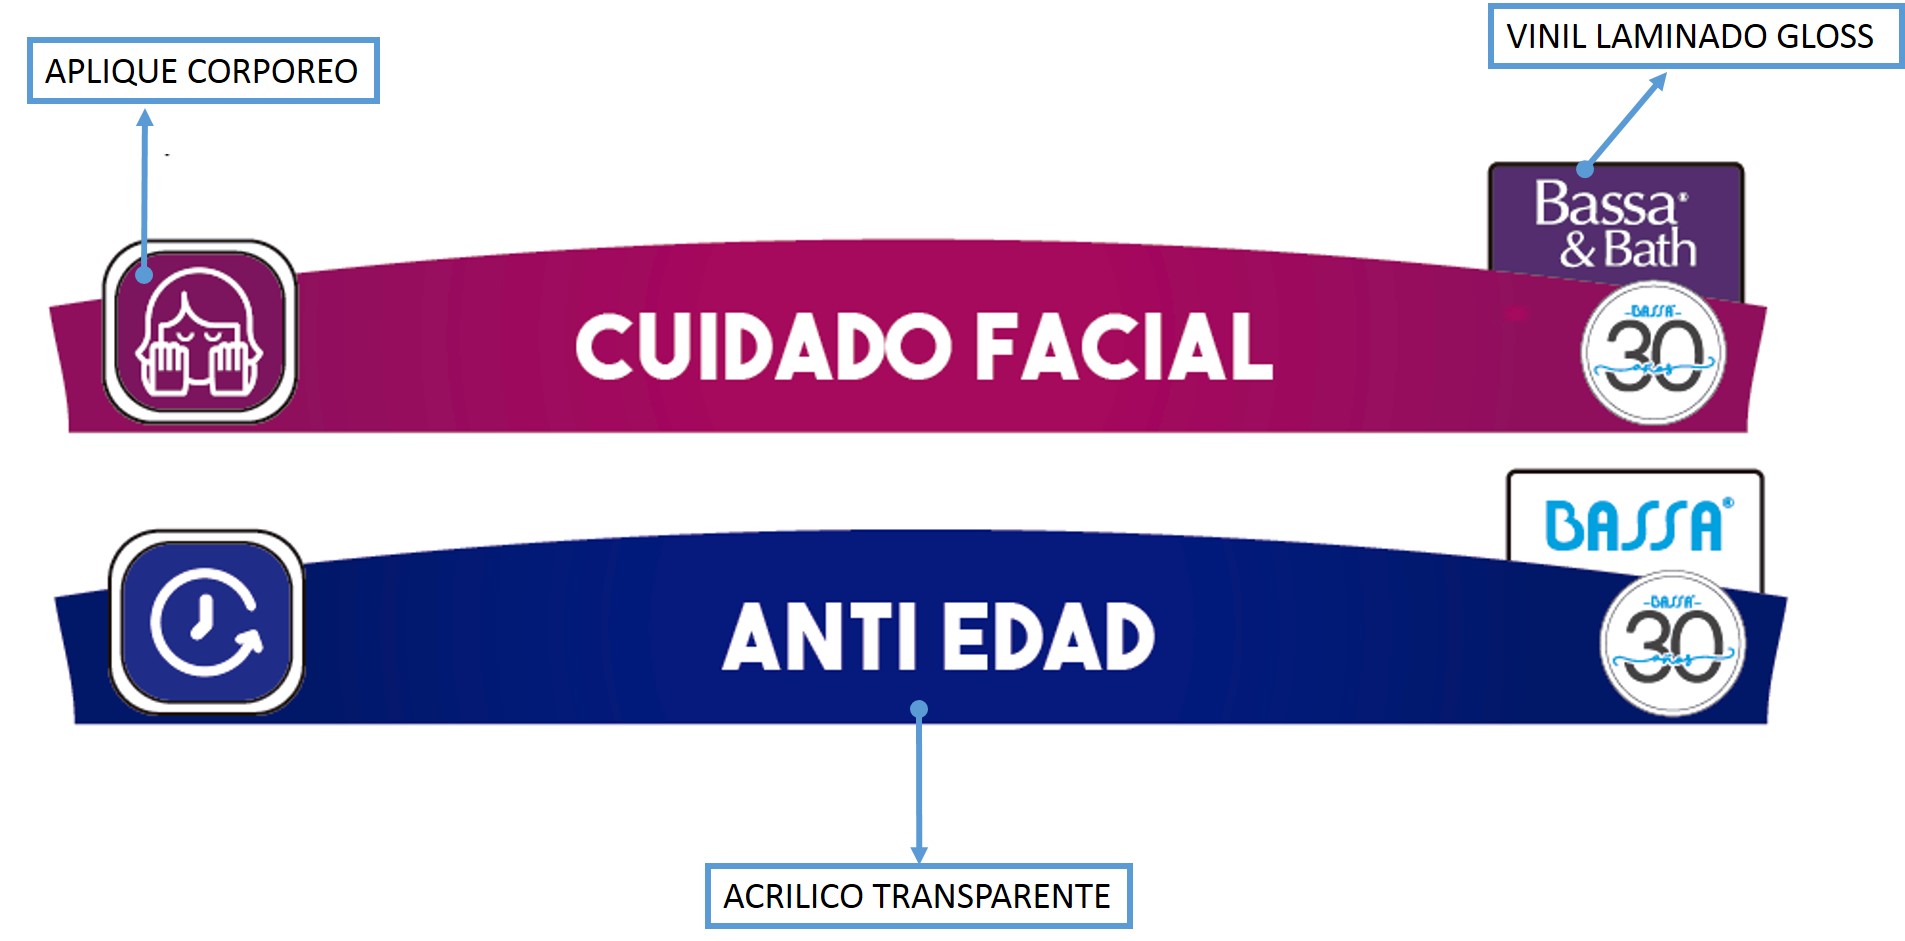 APLIQUE CORPOREO
VINIL LAMINADO GLOSS
Bassa®
& Bath
CUIDADO FACIAL
BASSA
30
años
BASSA®
ANTI EDAD
BASSA
30
años
ACRILICO TRANSPARENTE